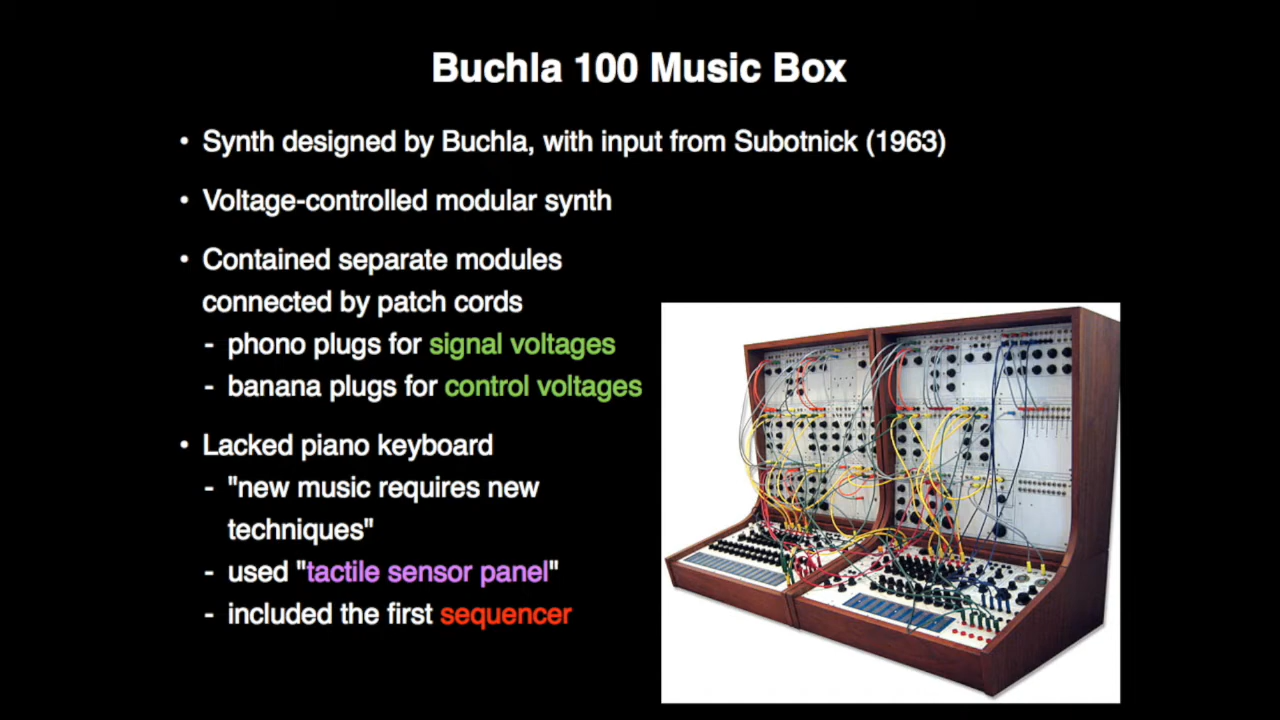 Buchla 100 Music Box
• Synth designed by Buchla, with input from Subotnick (1963)
• Voltage-controlled modular synth
• Contained separate modules
connected by patch cords
- phono plugs for signal voltages
- banana plugs for control voltages
• Lacked piano keyboard
- "new music requires new
techniques"
- used "tactile sensor panel"
- included the first sequencer